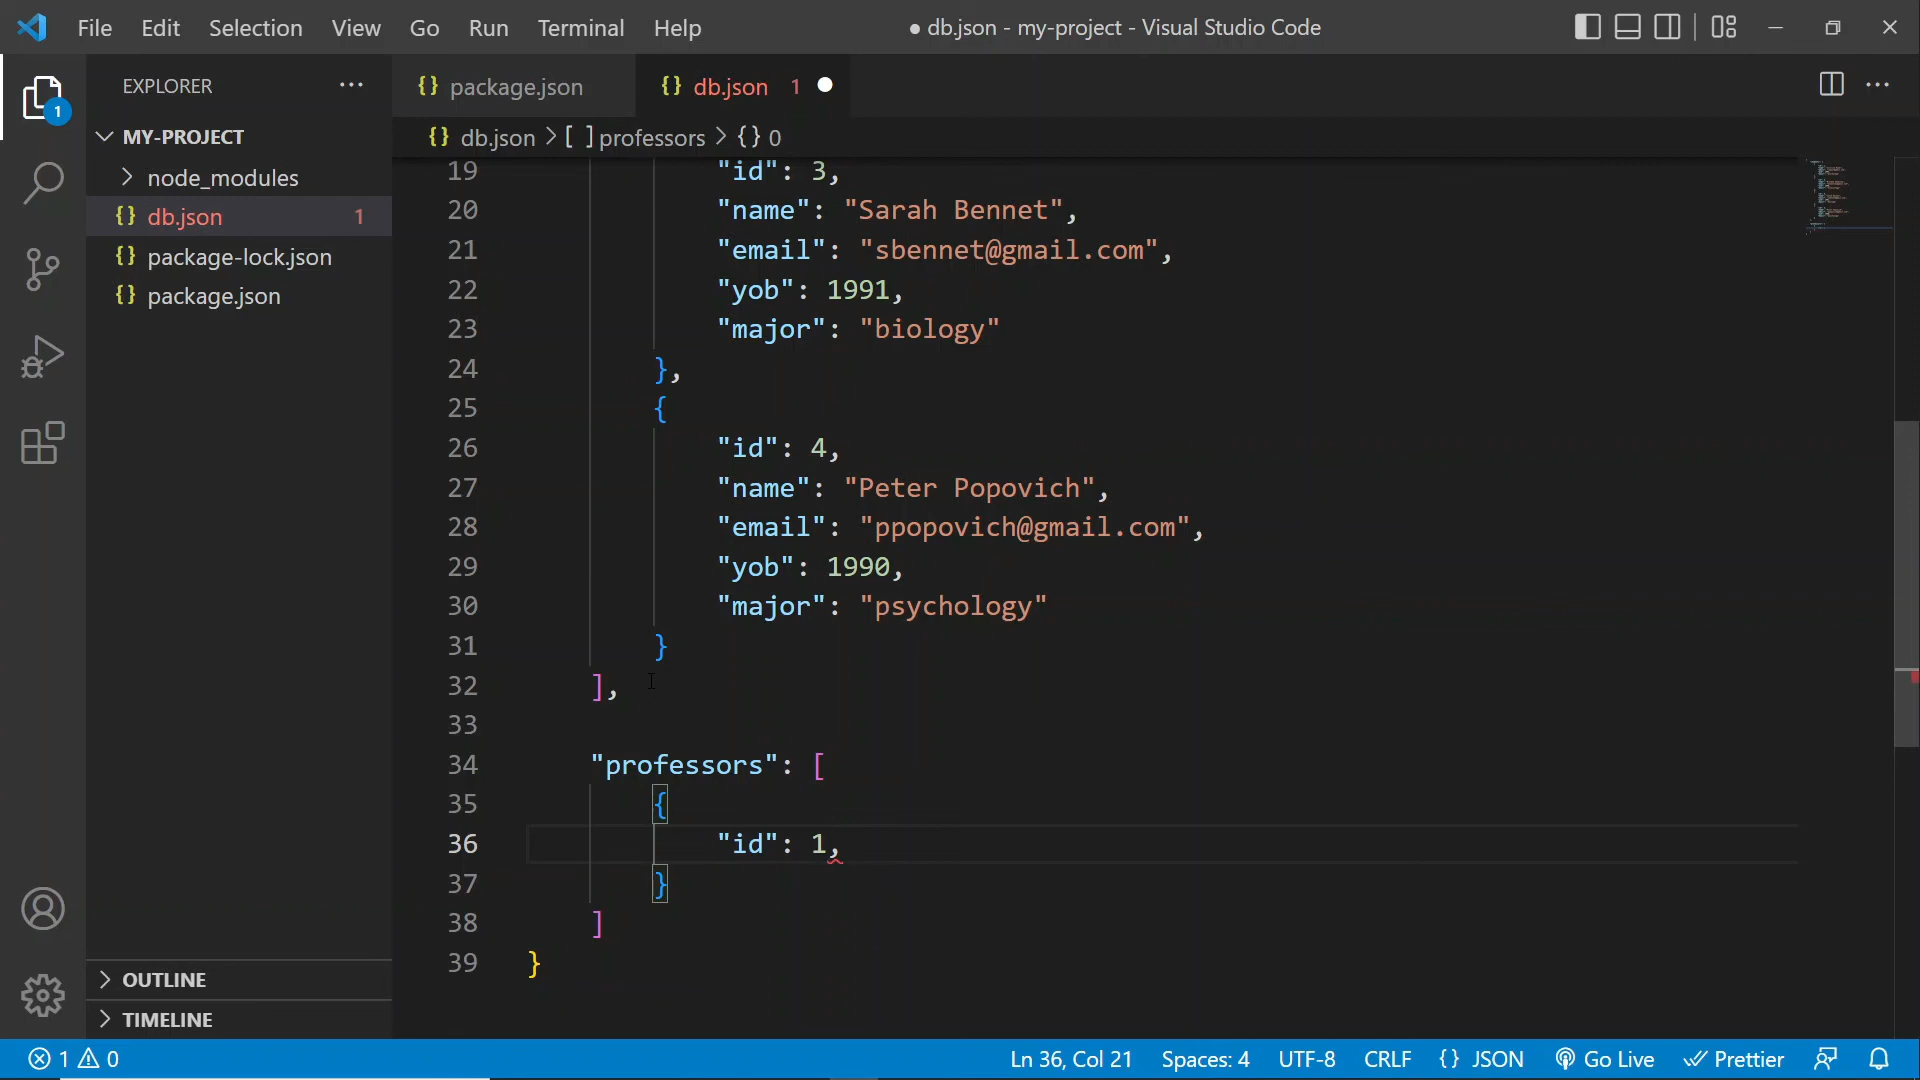 File Edit Selection View Go Run Terminal Help ● db.json - my-project - Visual Studio Code
EXPLORER ···
{} package.json {} db.json 1 ●
1
MY-PROJECT
{} db.json > [ ] professors > {} 0
node_modules
{} db.json 1
{} package-lock.json
{} package.json
19 "id": 3,
20 "name": "Sarah Bennet",
21 "email": "sbennet@gmail.com",
22 "yob": 1991,
23 "major": "biology"
24 },
25 {
26 "id": 4,
27 "name": "Peter Popovich",
28 "email": "ppopovich@gmail.com",
29 "yob": 1990,
30 "major": "psychology"
31 }
32 ],
33
34 "professors": [
35 {
36 "id": 1,
37 }
38 ]
39 }
OUTLINE
TIMELINE
1 0 Ln 36, Col 21 Spaces: 4 UTF-8 CRLF {} JSON Go Live Prettier